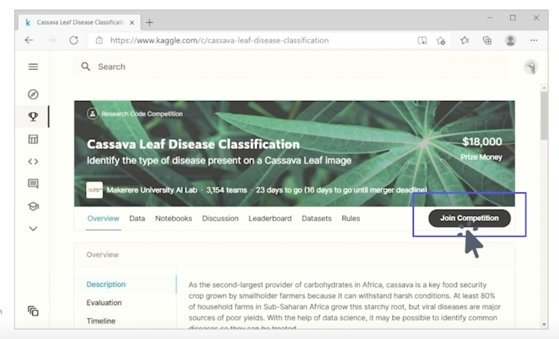 Cassava Leaf Disease Classificatio
https://www.kaggle.com/c/cassava-leaf-disease-classification
Search
Research Code Competition
Cassava Leaf Disease Classification
$18,000
Identify the type of disease present on a Cassava Leaf Image
Prize Money
Makerere University AI Lab · 3,154 teams · 23 days to go (16 days to go until merger deadline)
Overview Data Notebooks Discussion Leaderboard Datasets Rules Join Competition
Overview
Description
As the second-largest provider of carbohydrates in Africa, cassava is a key food security
crop grown by smallholder farmers because it can withstand harsh conditions. At least 80%
Evaluation
of household farms in Sub-Saharan Africa grow this starchy root, but viral diseases are major
sources of poor yields. With the help of data science, it may be possible to identify common
Timeline
diseases so they can be treated.